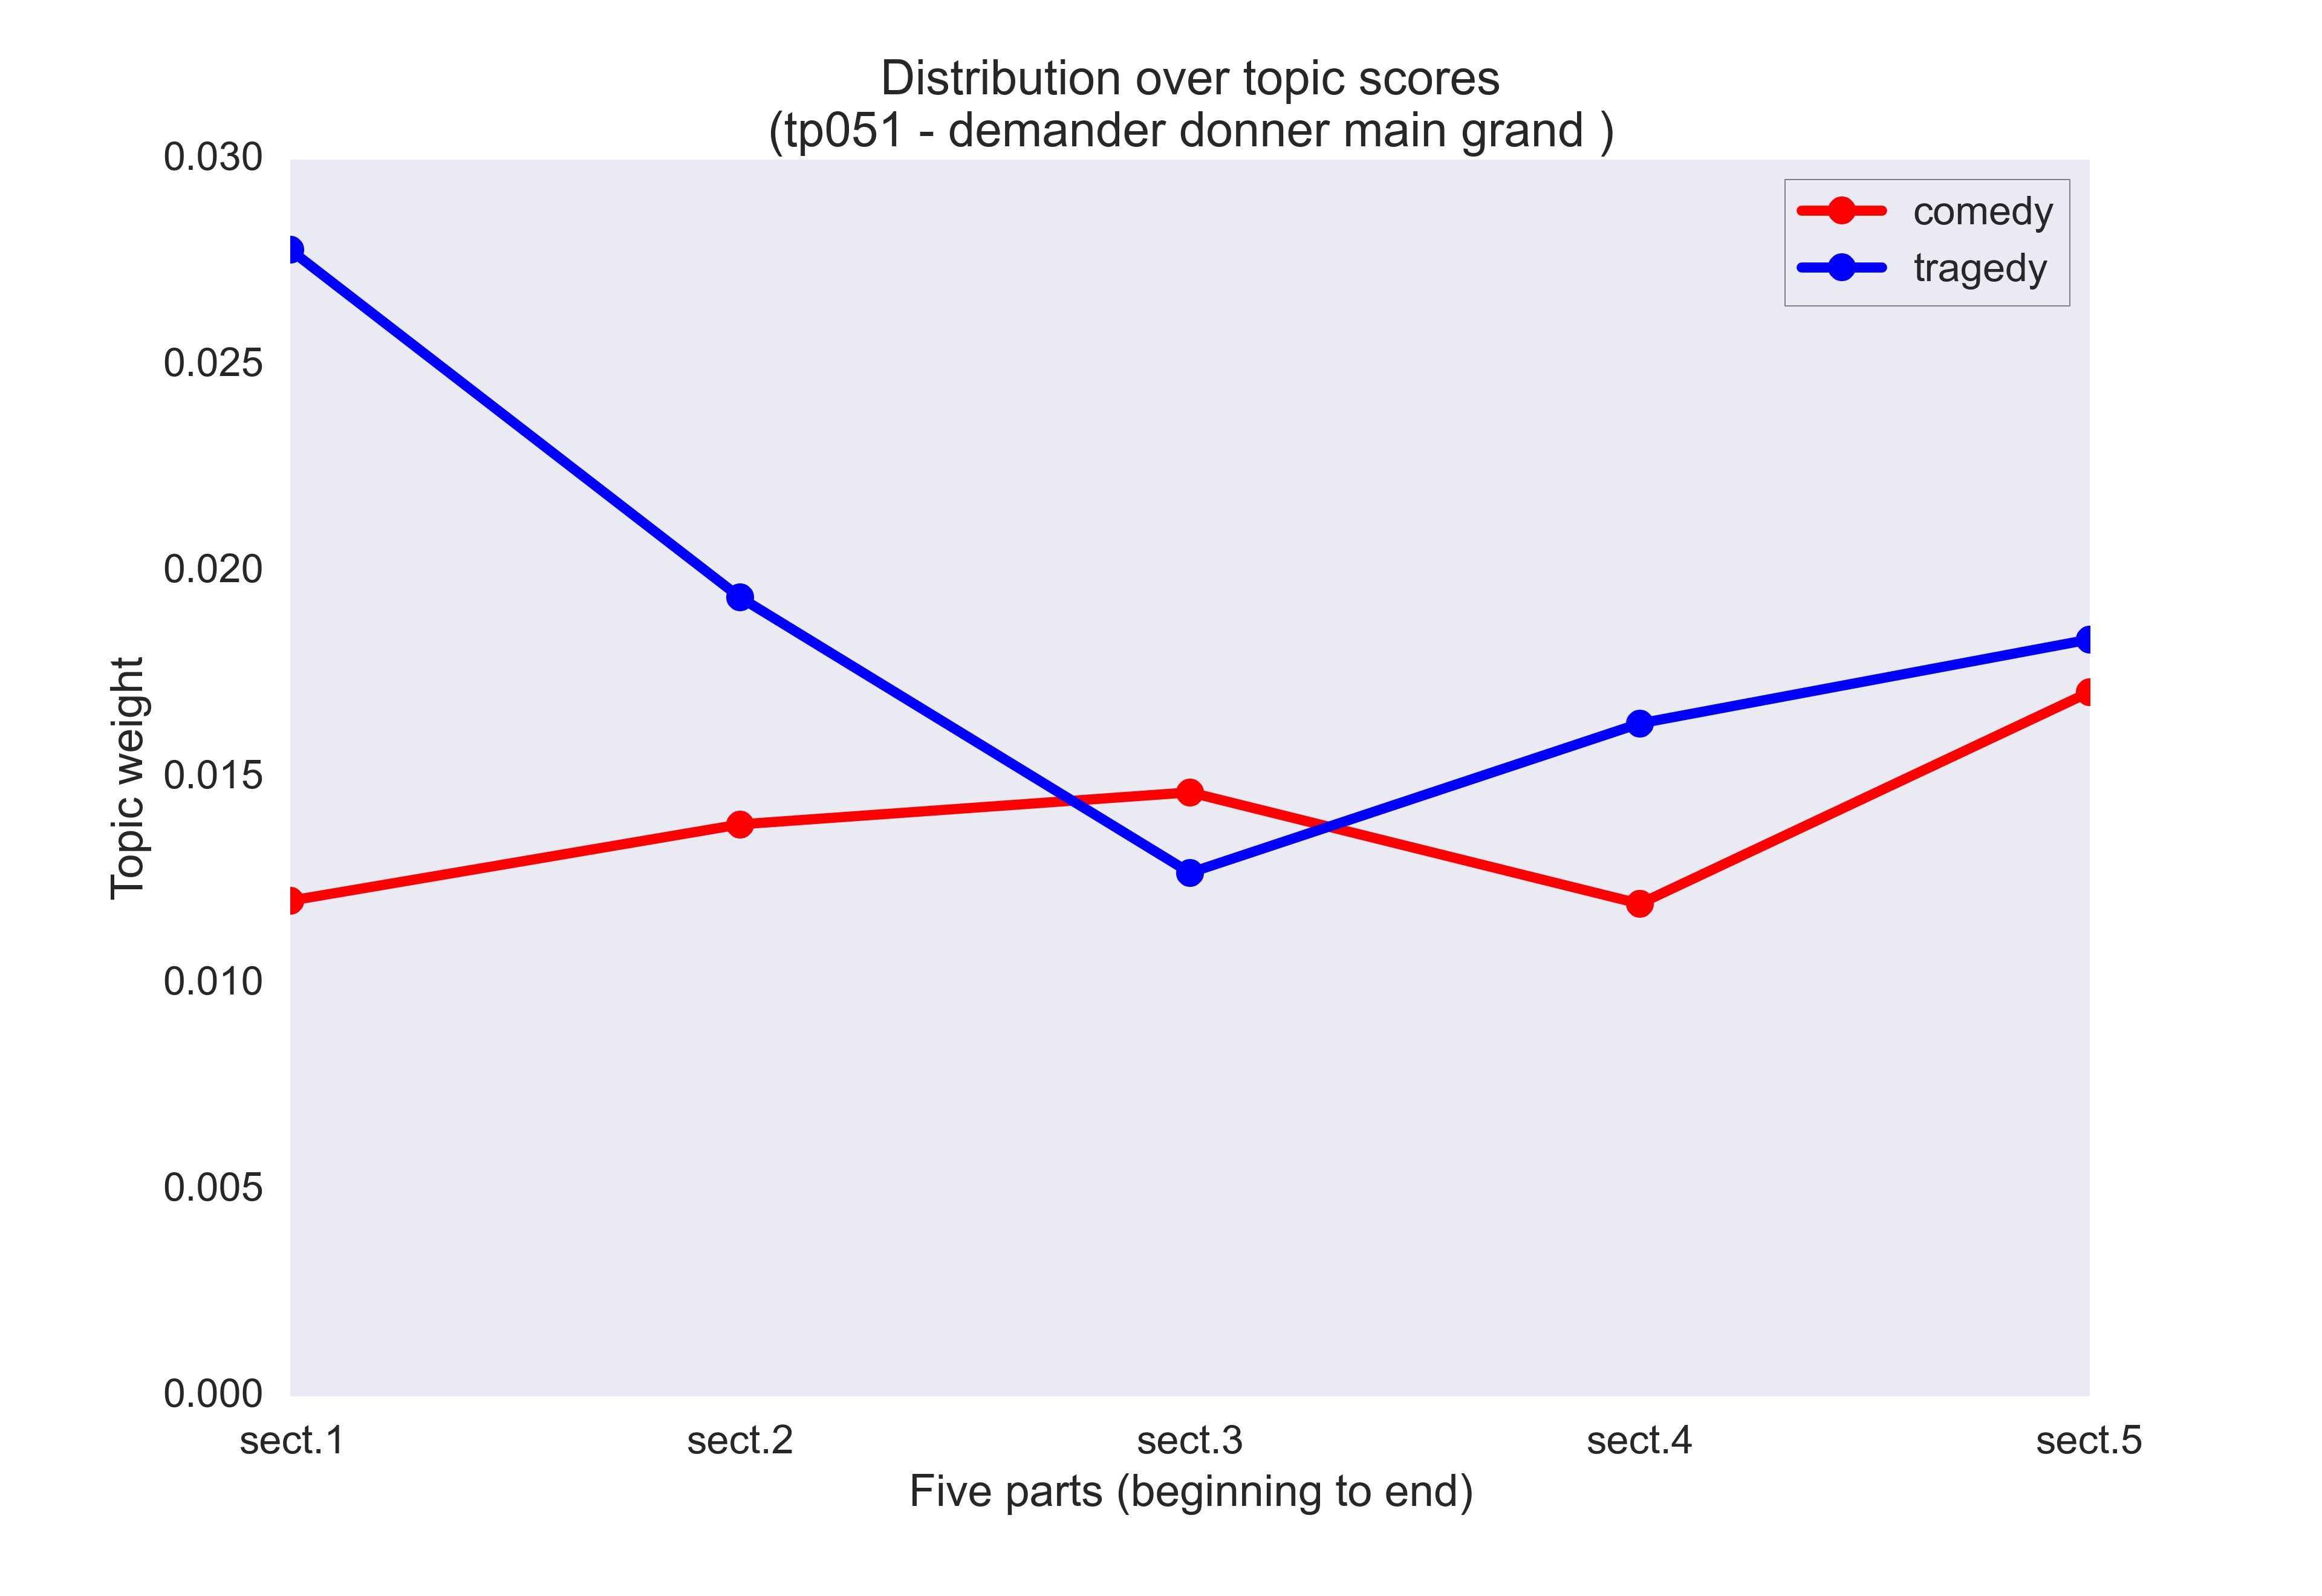 Distribution over topic scores
(tp051 - demander donner main grand )
comedy
tragedy
Topic weight
0.030
0.025
0.020
0.015
0.010
0.005
0.000
sect.1 sect.2 sect.3 sect.4 sect.5
Five parts (beginning to end)